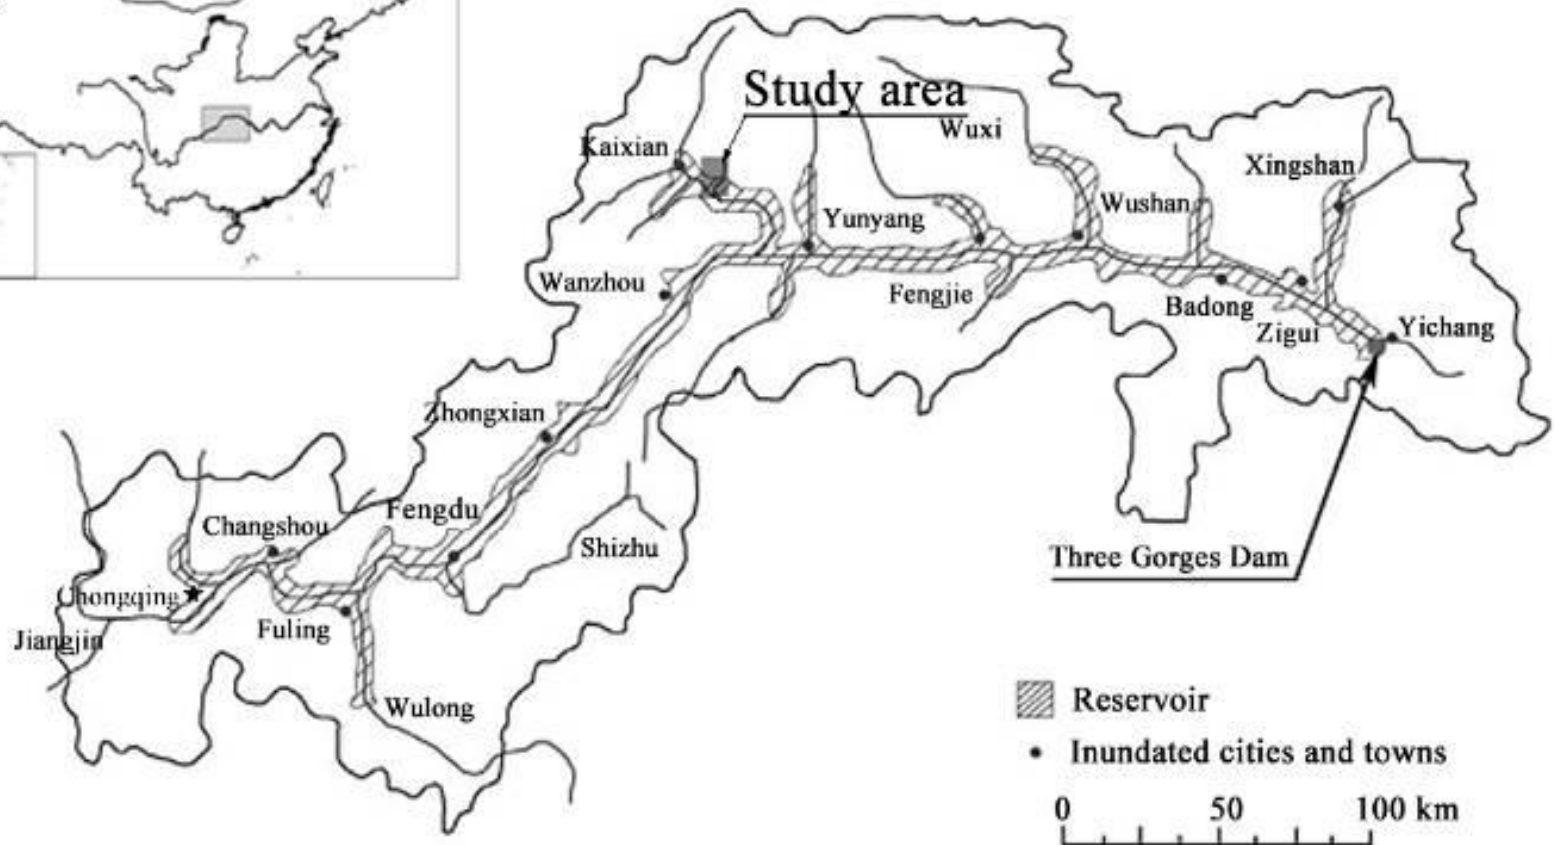 Study area
Wuxi
Kaixian
Xingshan
Wushan
Yunyang
Wanzhou
Fengjie
Badong
Zigui
Yichang
Zhongxian
Fengdu
Changshou
Shizhu
Three Gorges Dam
Chongqing
Fuling
Jiangjin
Wulong
Reservoir
Inundated cities and towns
0 50 100 km